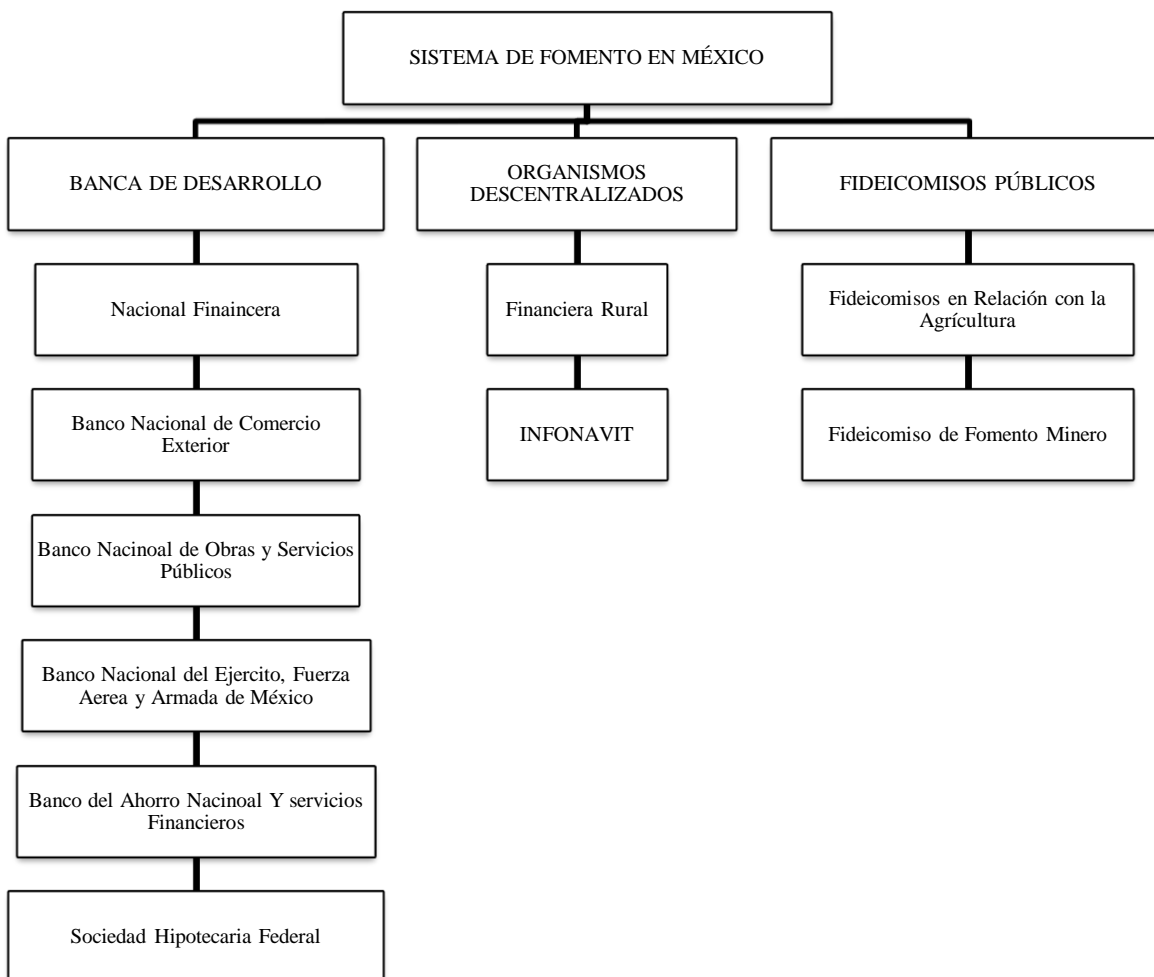 SISTEMA DE FOMENTO EN MÉXICO
BANCA DE DESARROLLO
ORGANISMOS
DESCENTRALIZADOS
FIDEICOMISOS PÚBLICOS
Nacional Finaincera
Financiera Rural
Fideicomisos en Relación con la
Agrícultura
Banco Nacional de Comercio
Exterior
INFONAVIT
Fideicomiso de Fomento Minero
Banco Nacinoal de Obras y Servicios
Públicos
Banco Nacional del Ejercito, Fuerza
Aerea y Armada de México
Banco del Ahorro Nacinoal Y servicios
Financieros
Sociedad Hipotecaria Federal